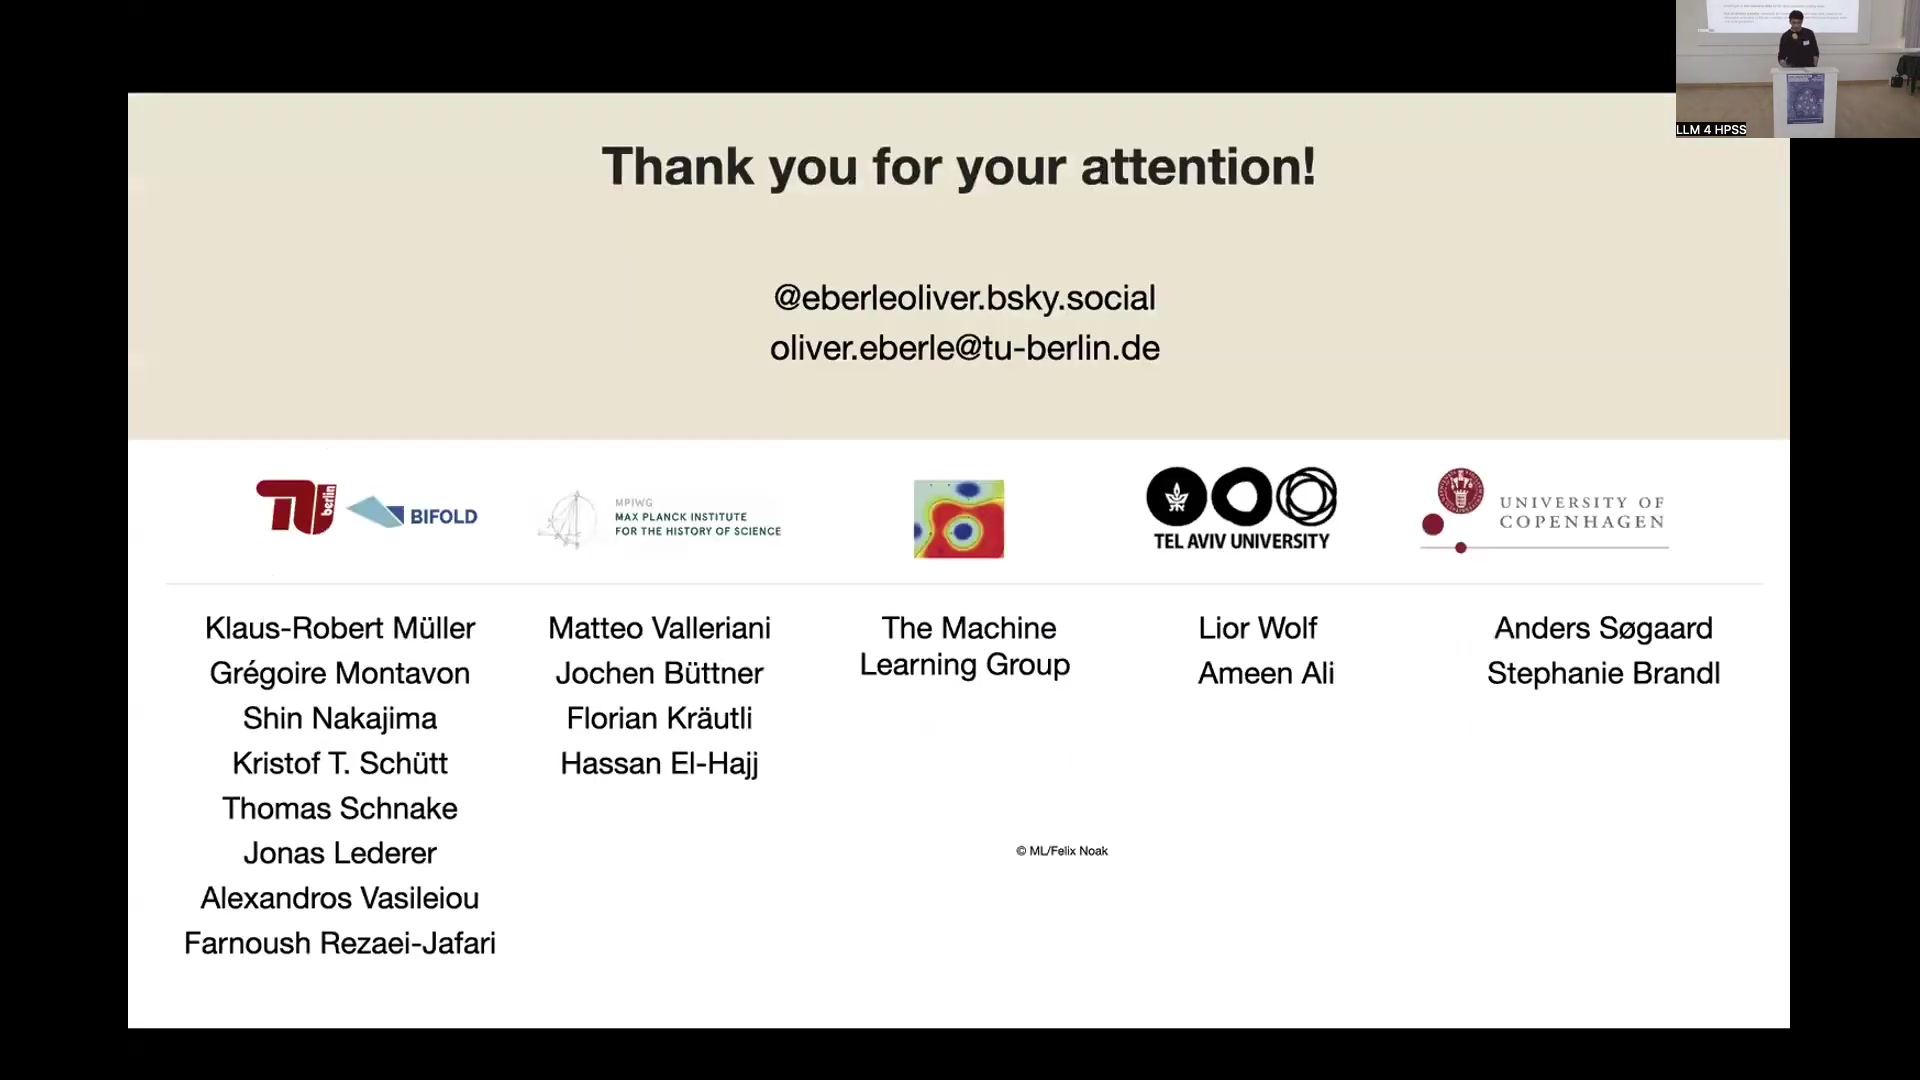 LLM 4 HPSS
Thank you for your attention!
@eberleoliver.bsky.social
oliver.eberle@tu-berlin.de
berlin
BIFOLD
MPIWG
MAX PLANCK INSTITUTE
FOR THE HISTORY OF SCIENCE
TEL AVIV UNIVERSITY
UNIVERSITY OF
COPENHAGEN
Klaus-Robert Müller
Grégoire Montavon
Shin Nakajima
Kristof T. Schütt
Thomas Schnake
Jonas Lederer
Alexandros Vasileiou
Farnoush Rezaei-Jafari
Matteo Valleriani
Jochen Büttner
Florian Kräutli
Hassan El-Hajj
The Machine
Learning Group
© ML/Felix Noak
Lior Wolf
Ameen Ali
Anders Søgaard
Stephanie Brandl